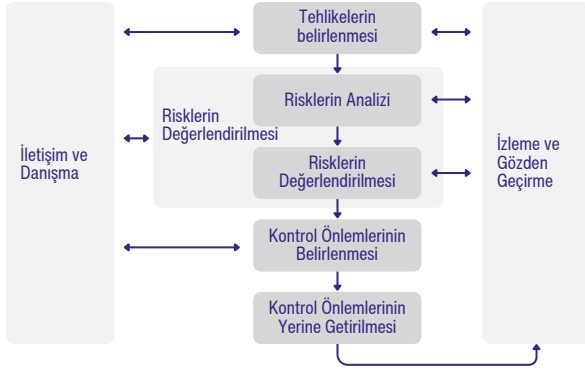 Tehlikelerin
belirlenmesi
Risklerin Analizi
Risklerin
Değerlendirilmesi
İletişim ve
Danışma
Risklerin
Değerlendirilmesi
İzleme ve
Gözden
Geçirme
Kontrol Önlemlerinin
Belirlenmesi
Kontrol Önlemlerinin
Yerine Getirilmesi